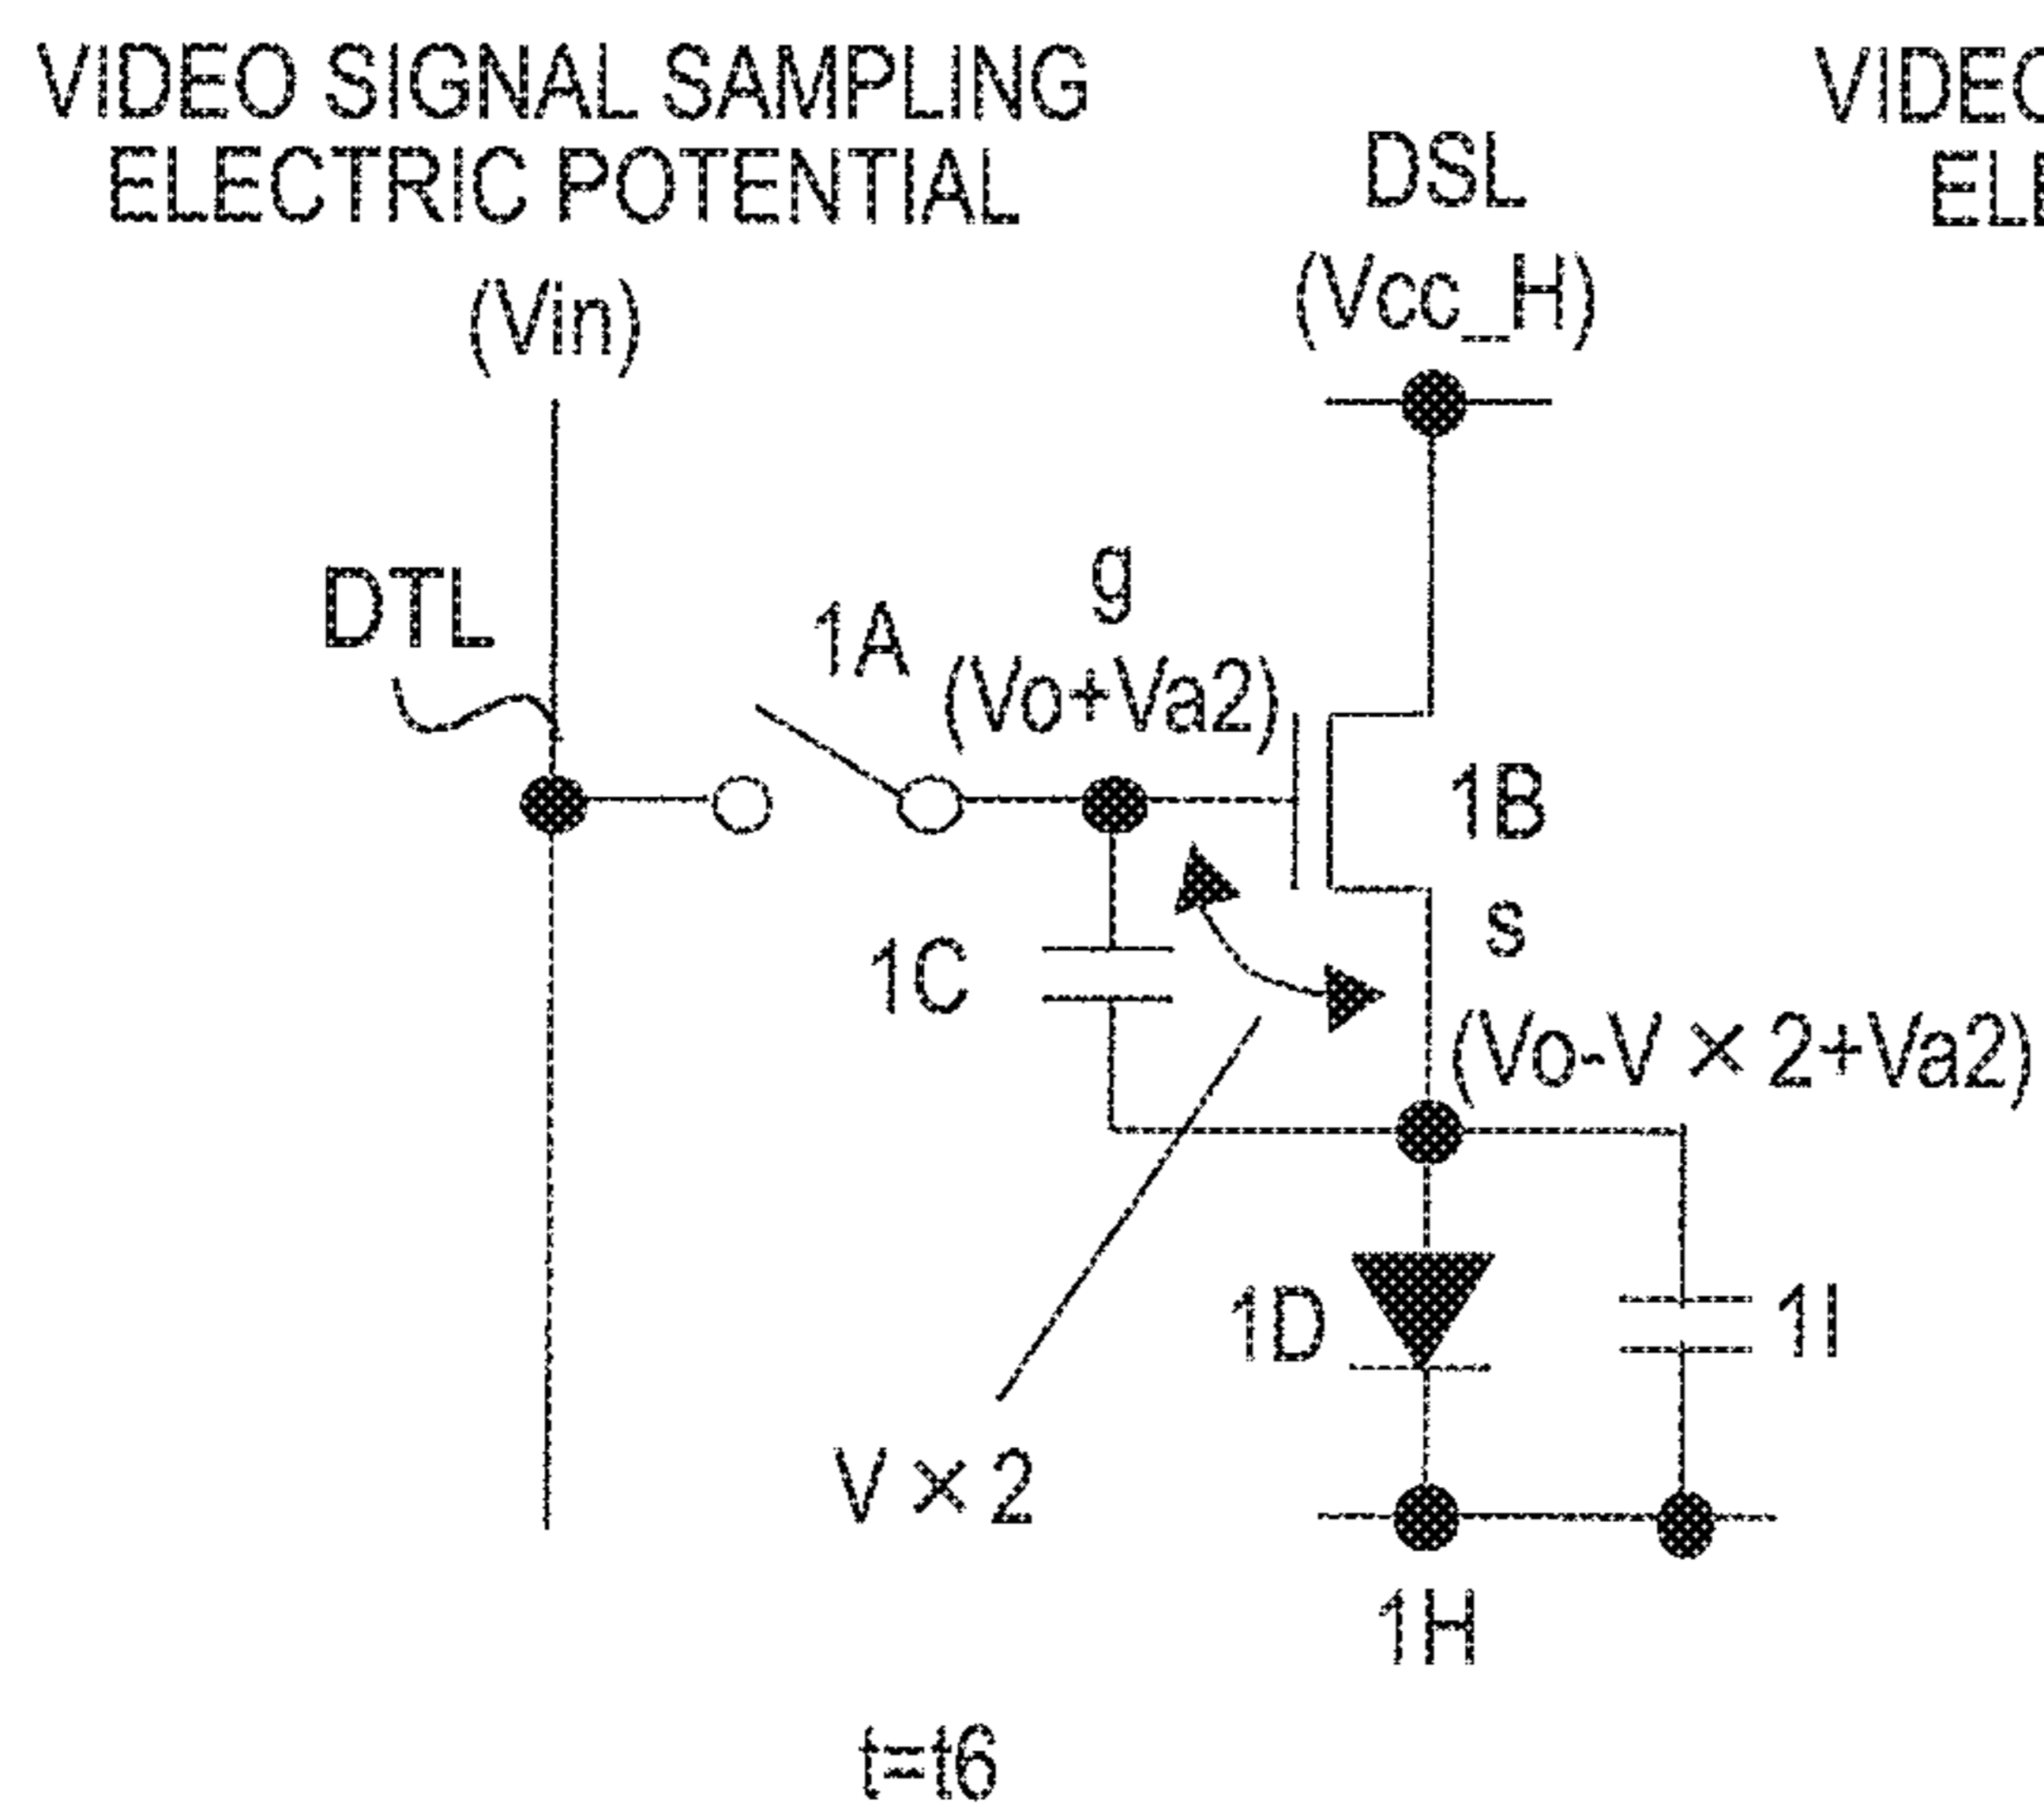 VIDEO SIGNAL SAMPLING
ELECTRIC POTENTIAL
(Vin)
DSL
(Vcc_H)
DTL
1A
g
(Vo+Va2)
1B
s
1C
(Vo-V×2+Va2)
1D
1I
V×2
1H
t=t6